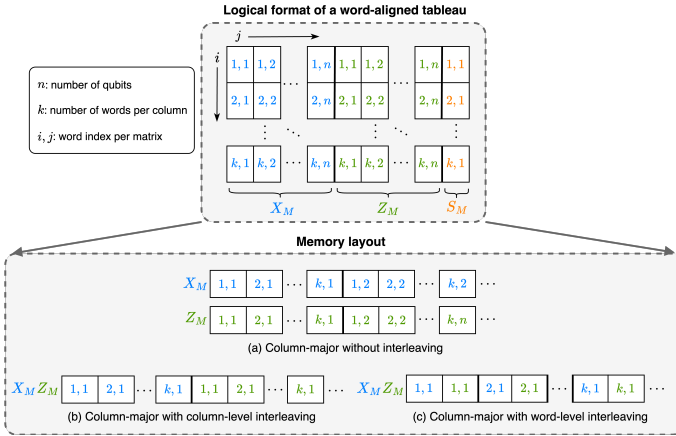 Logical format of a word-aligned tableau
j
i
n: number of qubits
k: number of words per column
i, j: word index per matrix
1, 1 1, 2 ··· 1, n 1, 1 1, 2 ··· 1, n 1, 1
2, 1 2, 2 2, n 2, 1 2, 2 2, n 2, 1
k, 1 k, 2 ··· k, n k, 1 k, 2 ··· k, n k, 1
X_M Z_M S_M
Memory layout
X_M 1, 1 2, 1 ··· k, 1 1, 2 2, 2 ··· k, 2 ···
Z_M 1, 1 2, 1 ··· k, 1 1, 2 2, 2 ··· k, n ···
(a) Column-major without interleaving
X_M Z_M 1, 1 2, 1 ··· k, 1 1, 1 2, 1 ··· k, 1 ···
(b) Column-major with column-level interleaving
X_M Z_M 1, 1 1, 1 2, 1 2, 1 ··· k, 1 k, 1 ···
(c) Column-major with word-level interleaving